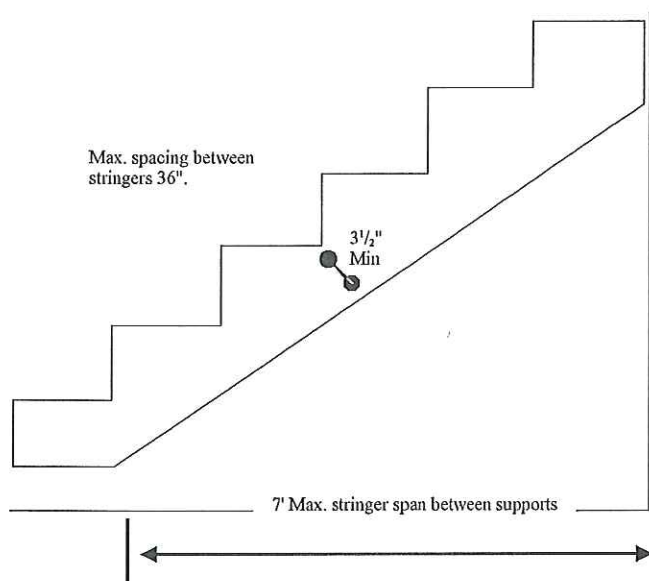 Max. spacing between
stringers 36".
3½"
Min
7' Max. stringer span between supports